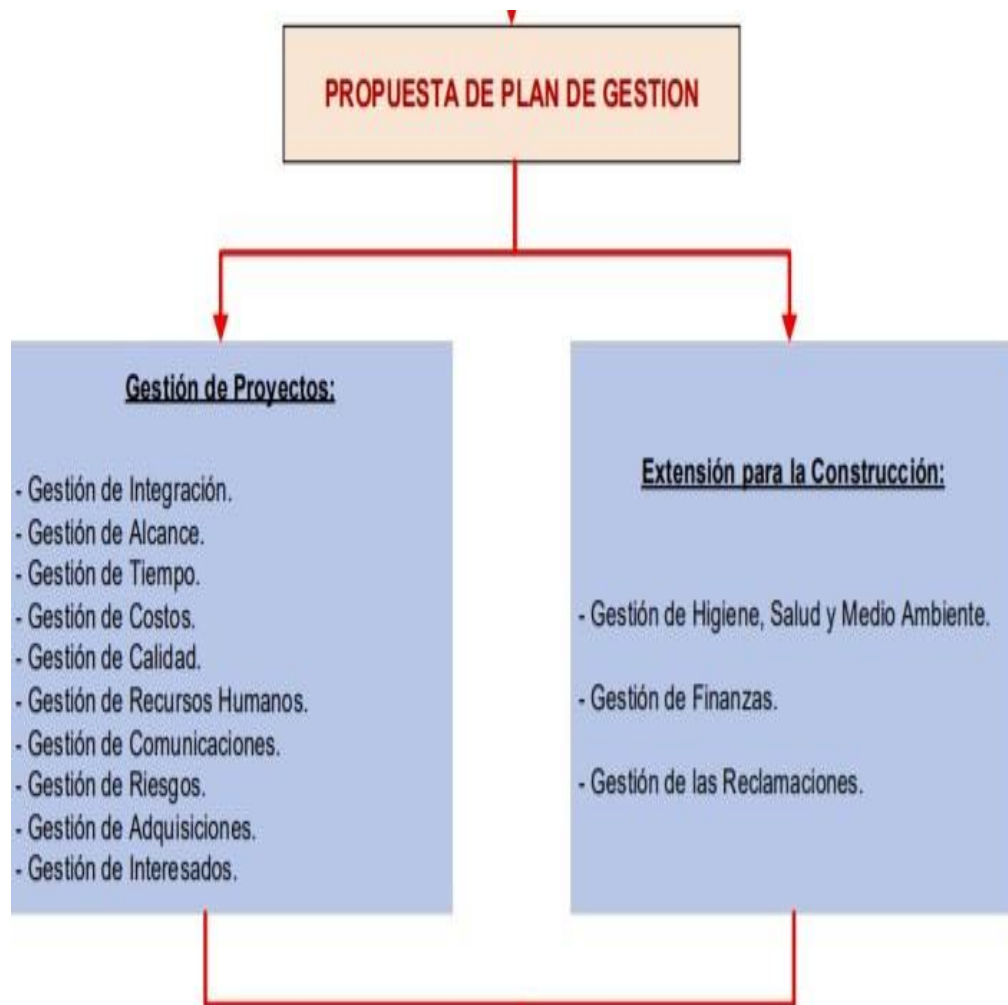 PROPUESTA DE PLAN DE GESTION
Gestión de Proyectos:
- Gestión de Integración.
- Gestión de Alcance.
- Gestión de Tiempo.
- Gestión de Costos.
- Gestión de Calidad.
- Gestión de Recursos Humanos.
- Gestión de Comunicaciones.
- Gestión de Riesgos.
- Gestión de Adquisiciones.
- Gestión de Interesados.
Extensión para la Construcción:
- Gestión de Higiene, Salud y Medio Ambiente.
- Gestión de Finanzas.
- Gestión de las Reclamaciones.